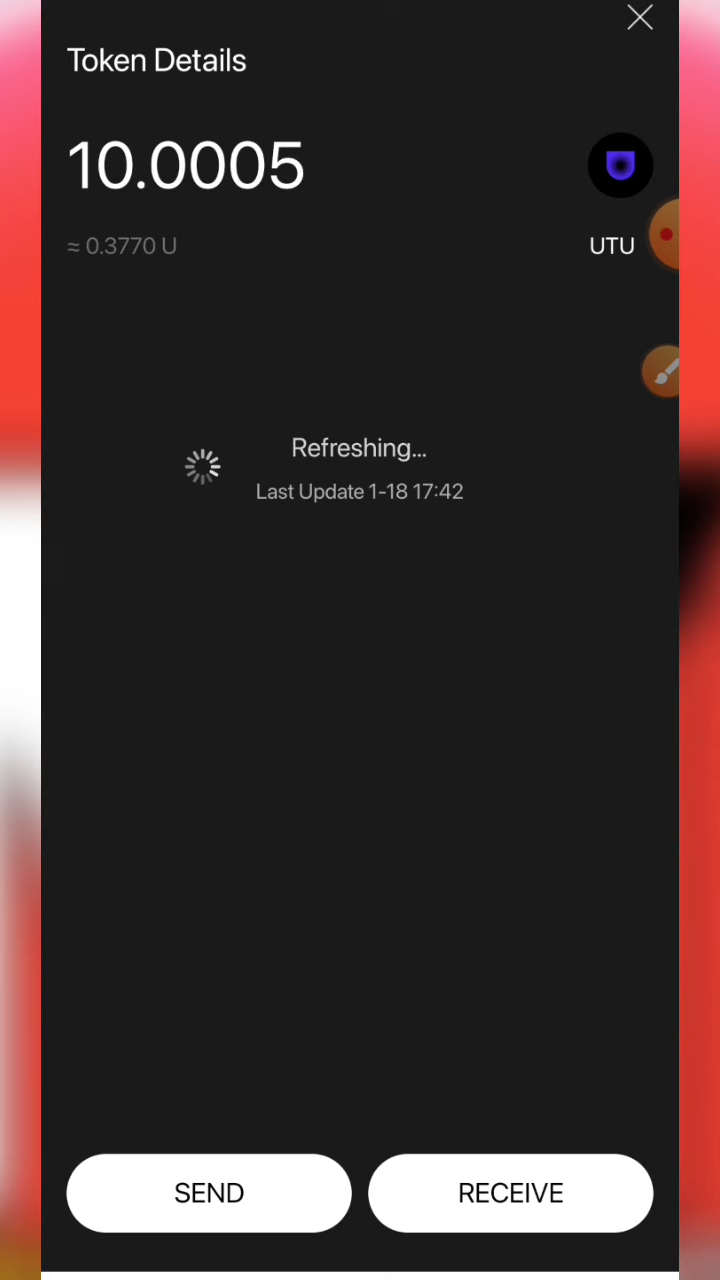 Token Details
10.0005
≈ 0.3770 U
UTU
Refreshing...
Last Update 1-18 17:42
SEND
RECEIVE